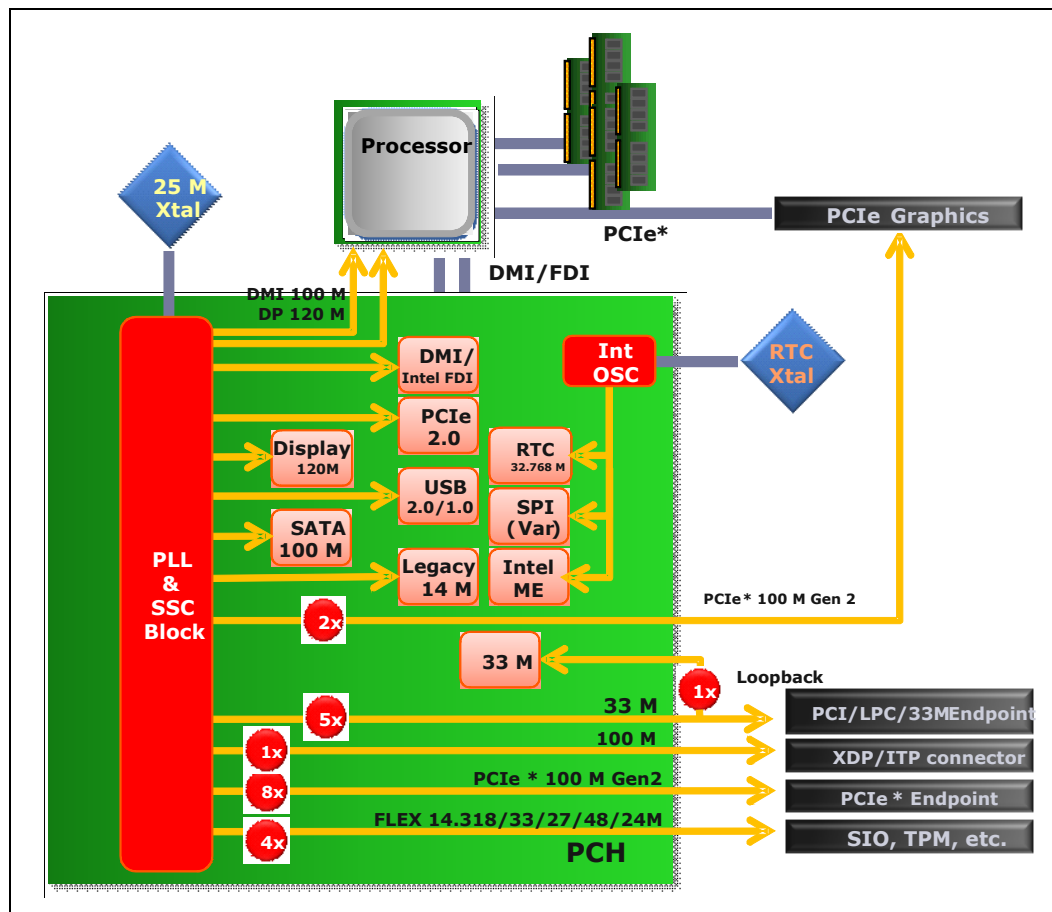 Processor
25 M
Xtal
PCIe Graphics
PCIe*
DMI/FDI
DMI 100 M
DP 120 M
DMI/
Intel FDI
Int
OSC
RTC
Xtal
PCIe
2.0
Display
120M
RTC
32.768 M
USB
2.0/1.0
SPI
(Var)
SATA
100 M
Legacy
14 M
Intel
ME
PLL
&
SSC
Block
2x
PCIe* 100 M Gen 2
33 M
1x
Loopback
5x
33 M
PCI/LPC/33MEndpoint
1x
100 M
XDP/ITP connector
8x
PCIe * 100 M Gen2
PCIe* Endpoint
4x
FLEX 14.318/33/27/48/24M
SIO, TPM, etc.
PCH